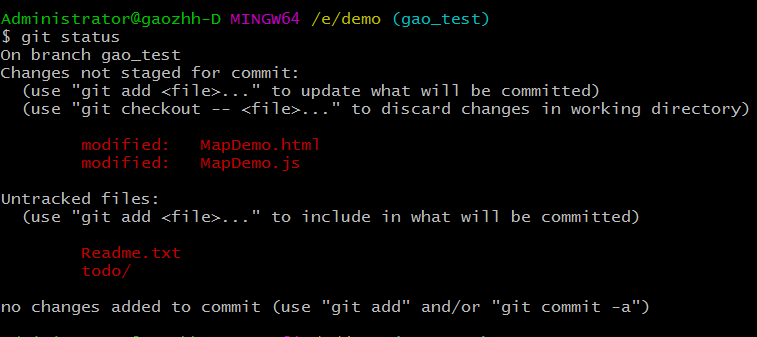 Administrator@gaozhh-D MINGW64 /e/demo (gao_test)
$ git status
On branch gao_test
Changes not staged for commit:
(use "git add <file>..." to update what will be committed)
(use "git checkout -- <file>..." to discard changes in working directory)
modified: MapDemo.html
modified: MapDemo.js
Untracked files:
(use "git add <file>..." to include in what will be committed)
Readme.txt
todo/
no changes added to commit (use "git add" and/or "git commit -a")